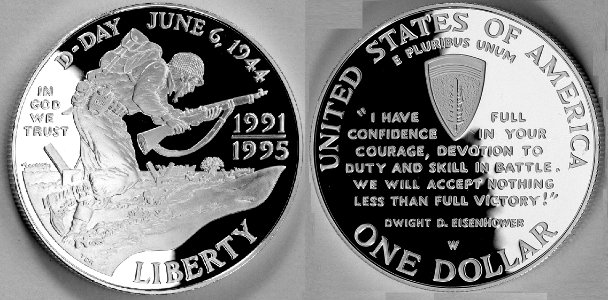 D-DAY JUNE 6, 1944
IN
GOD
WE
TRUST
1991
1995
LIBERTY
UNITED STATES OF AMERICA
E PLURIBUS UNUM
"I HAVE FULL
CONFIDENCE IN YOUR
COURAGE, DEVOTION TO
DUTY AND SKILL IN BATTLE.
WE WILL ACCEPT NOTHING
LESS THAN FULL VICTORY!"
DWIGHT D. EISENHOWER
W
ONE DOLLAR